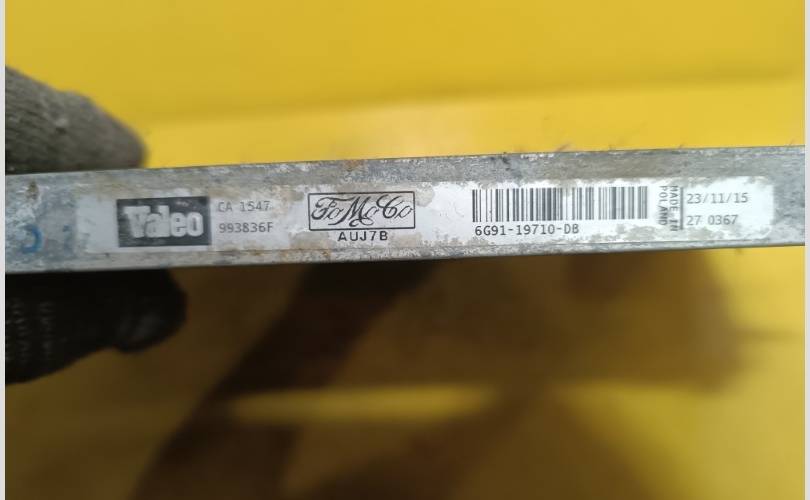 Valeo
CA 1547
993836F
FoMoCo
AUJ7B
6G91-19710-DB
MADE IN
POLAND
23/11/15
27 0367